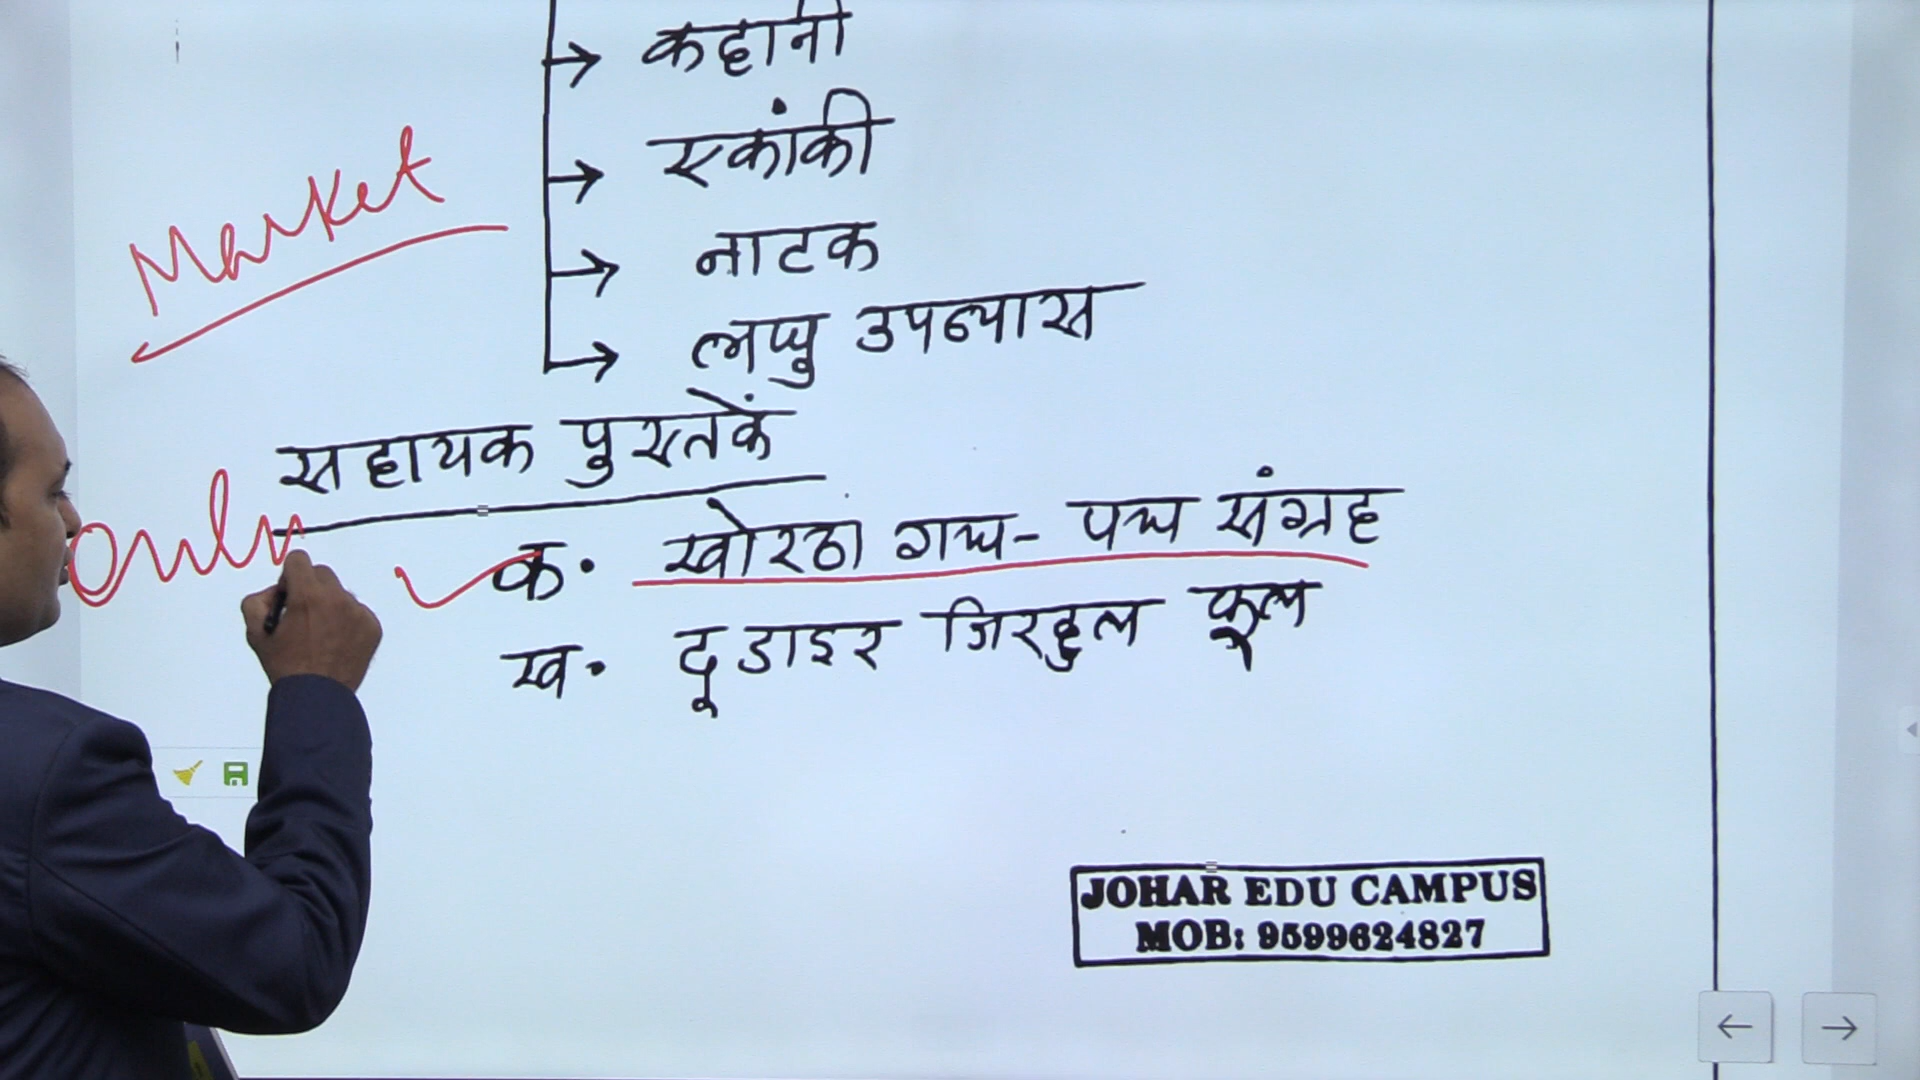 कहानी
एकांकी
Market
नाटक
लघु उपन्यास
सहायक पुस्तकें
only
क. खोरठा गद्य - पद्य संग्रह
ख. दू डाइर जिरहुल फूल
JOHAR EDU CAMPUS
MOB: 9599624827